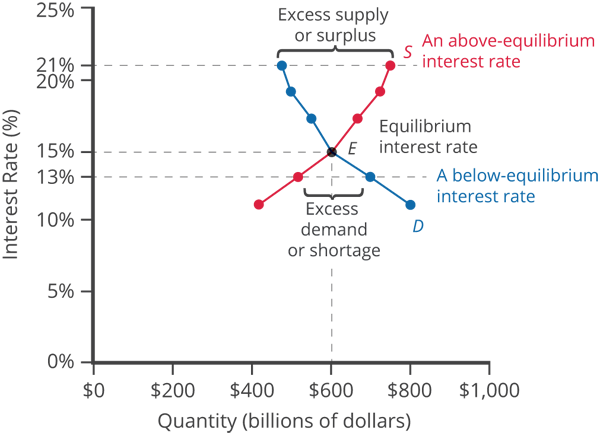 25%
Excess supply
or surplus
S
An above-equilibrium
interest rate
21%
20%
Equilibrium
interest rate
E
15%
13%
A below-equilibrium
interest rate
Excess
demand
or shortage
D
10%
5%
0%
Interest Rate (%)
$0
$200
$400
$600
$800
$1,000
Quantity (billions of dollars)